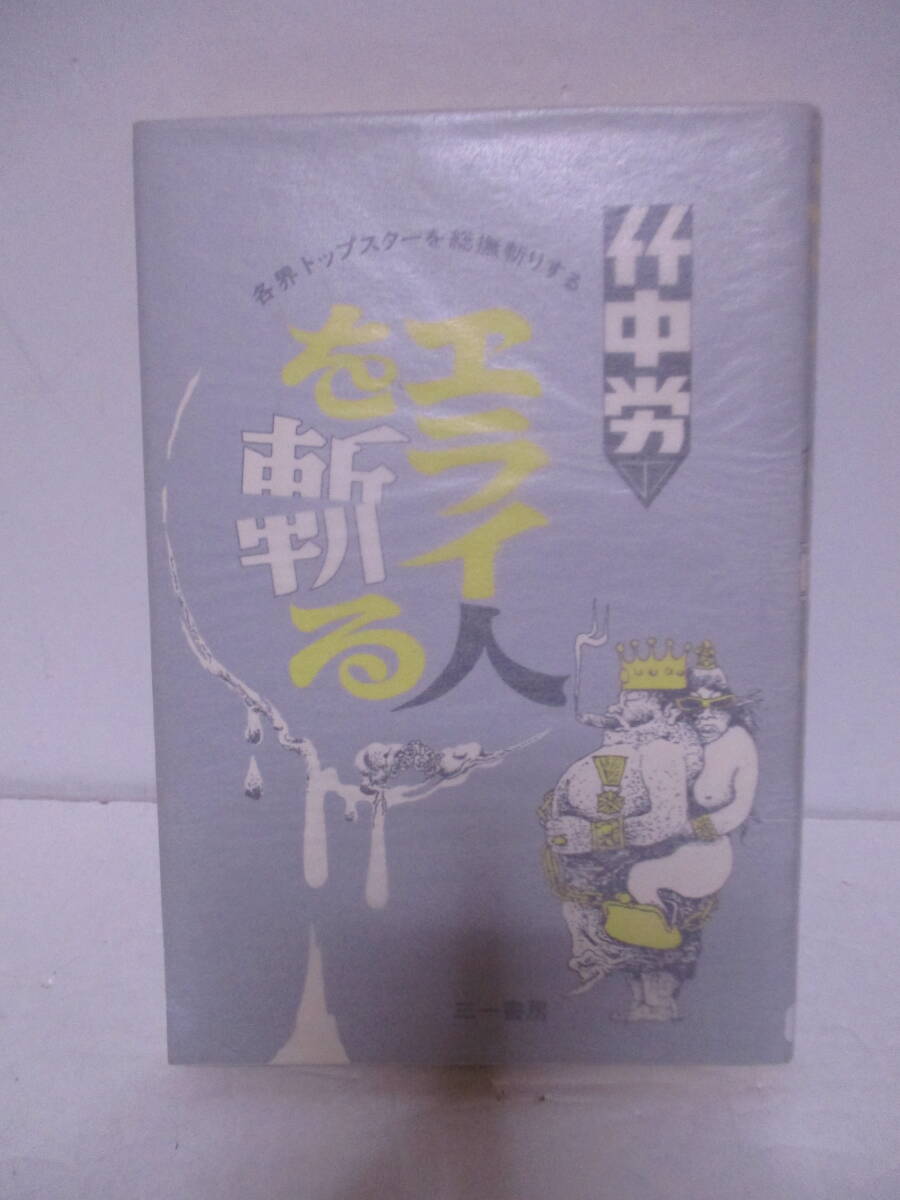 各界トップスターを総撫斬りする
竹中労
エライ人
を斬る
三一書房